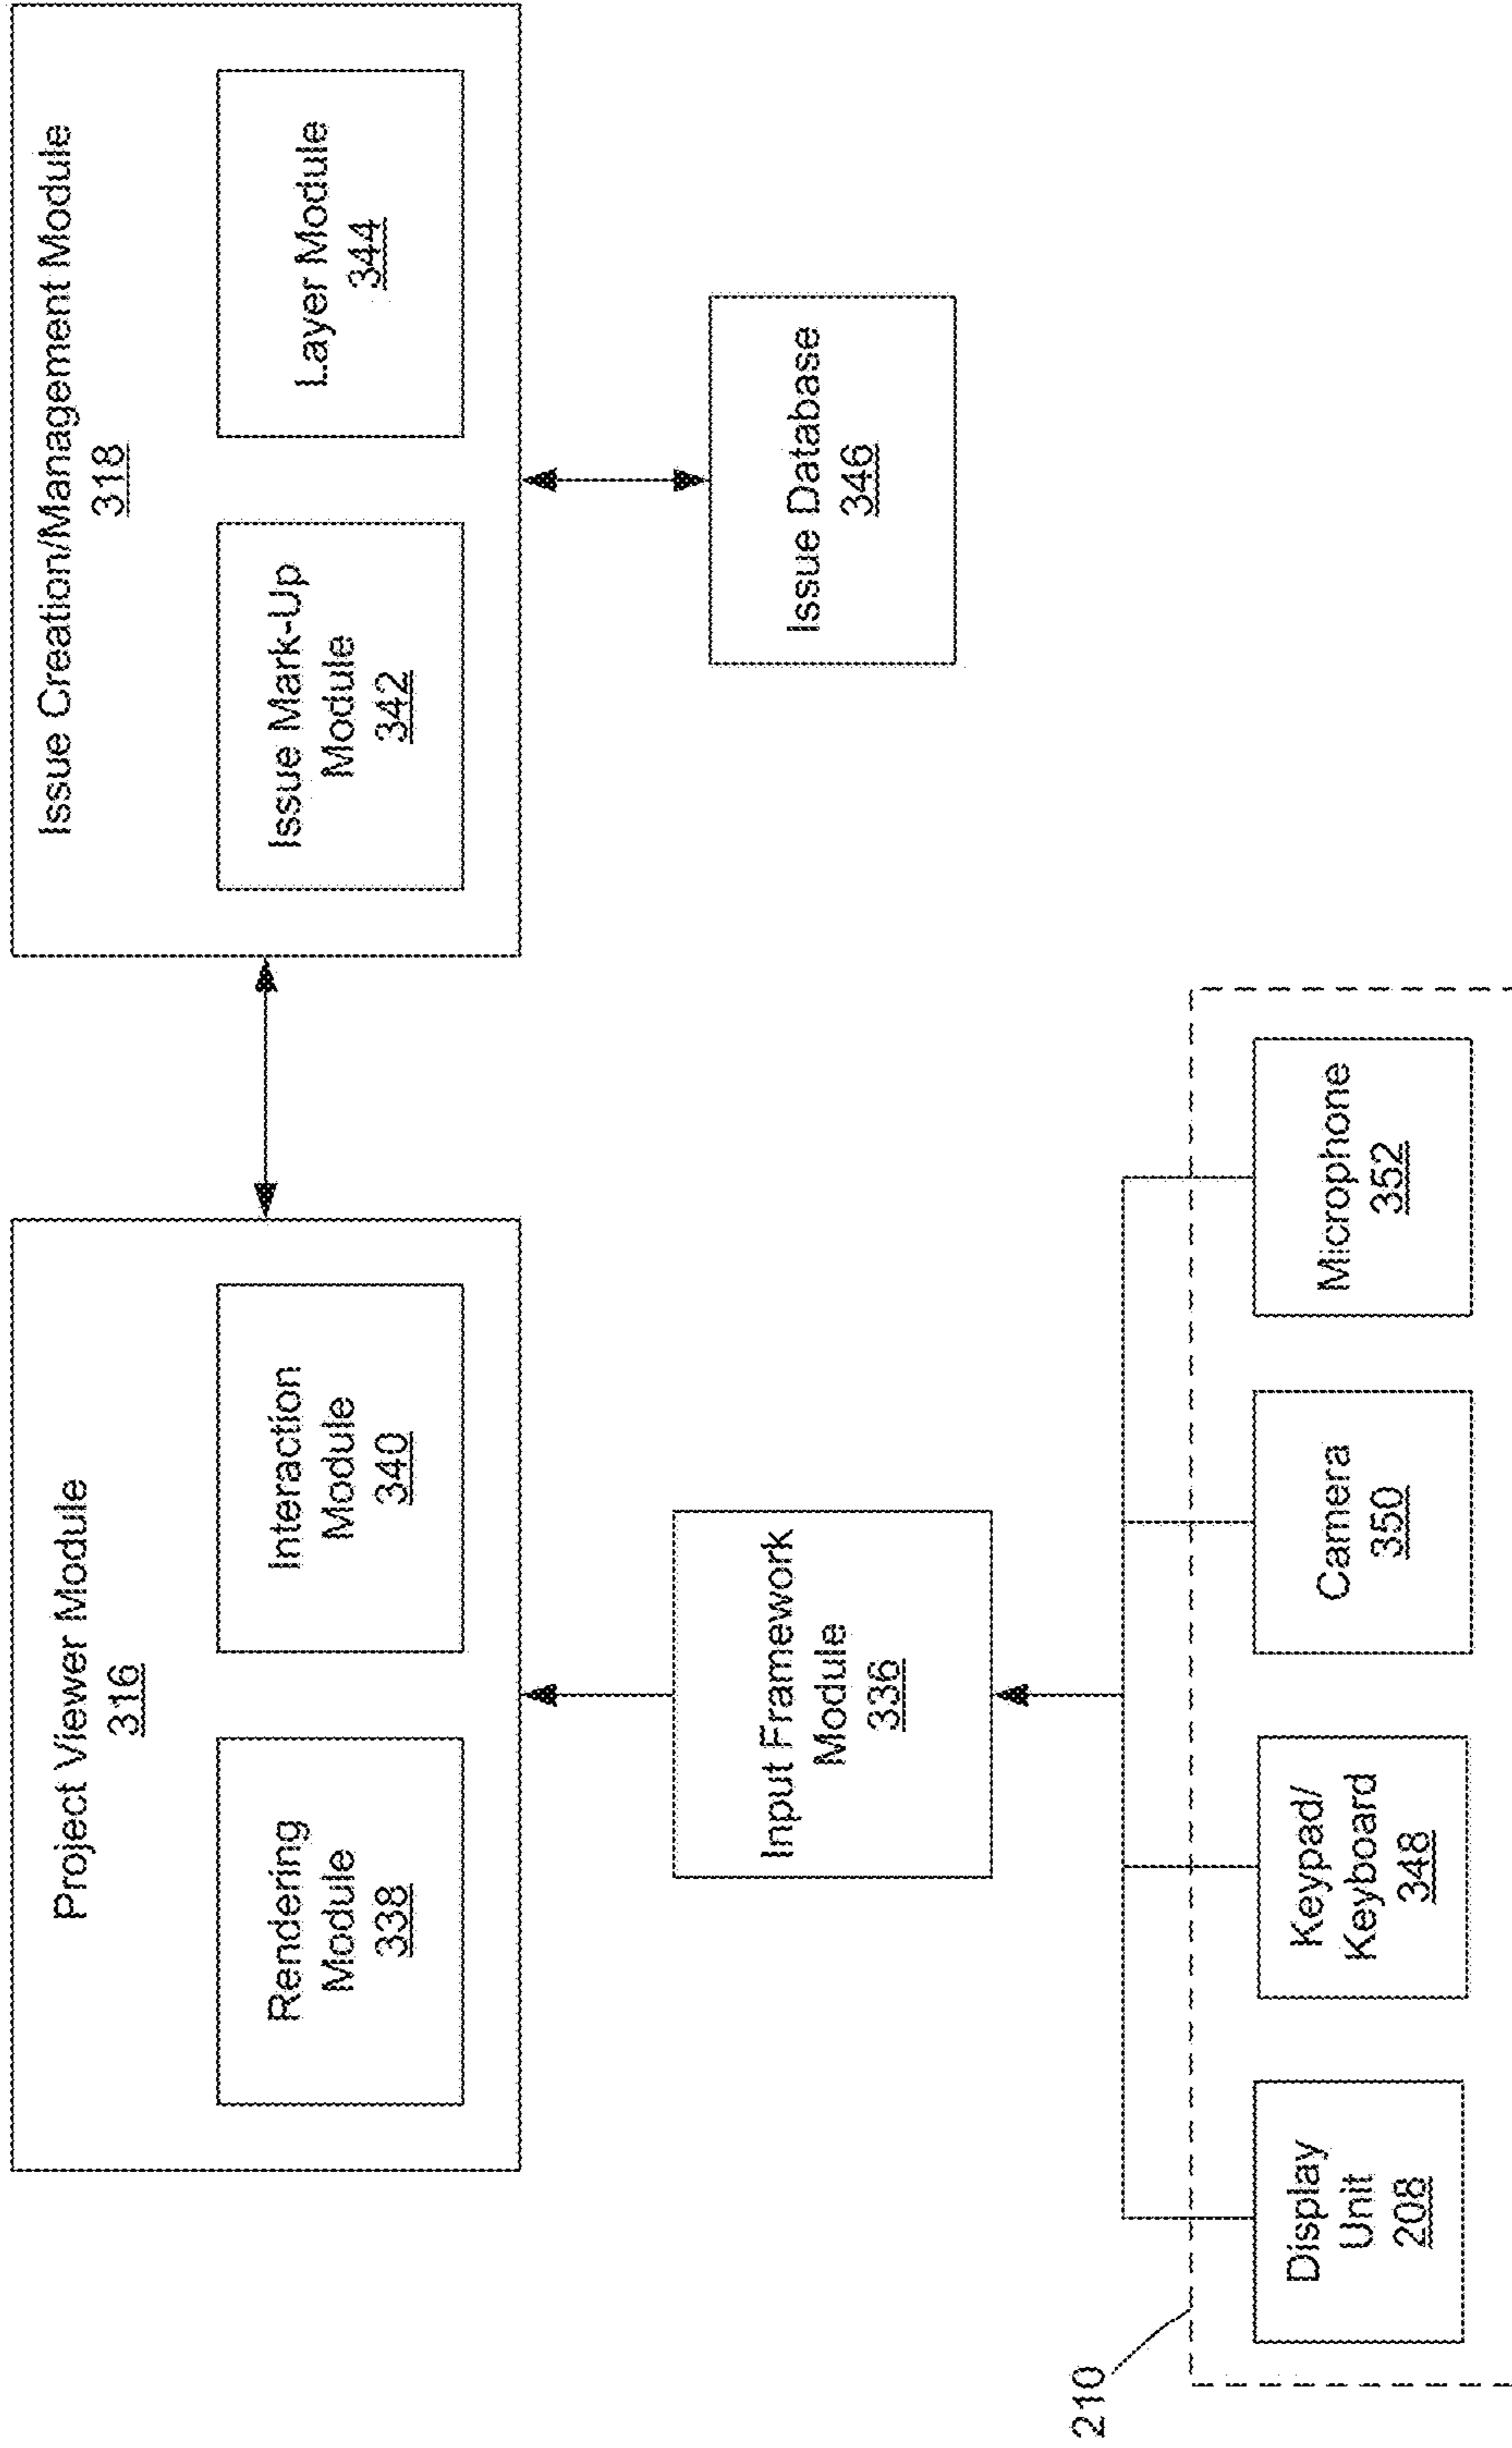 Project Viewer Module
316
Rendering
Module
338
Interaction
Module
340
Issue Creation/Management Module
318
Issue Mark-Up
Module
342
Layer Module
344
Input Framework
Module
336
Issue Database
346
210
Display
Unit
208
Keypad/
Keyboard
348
Camera
350
Microphone
352